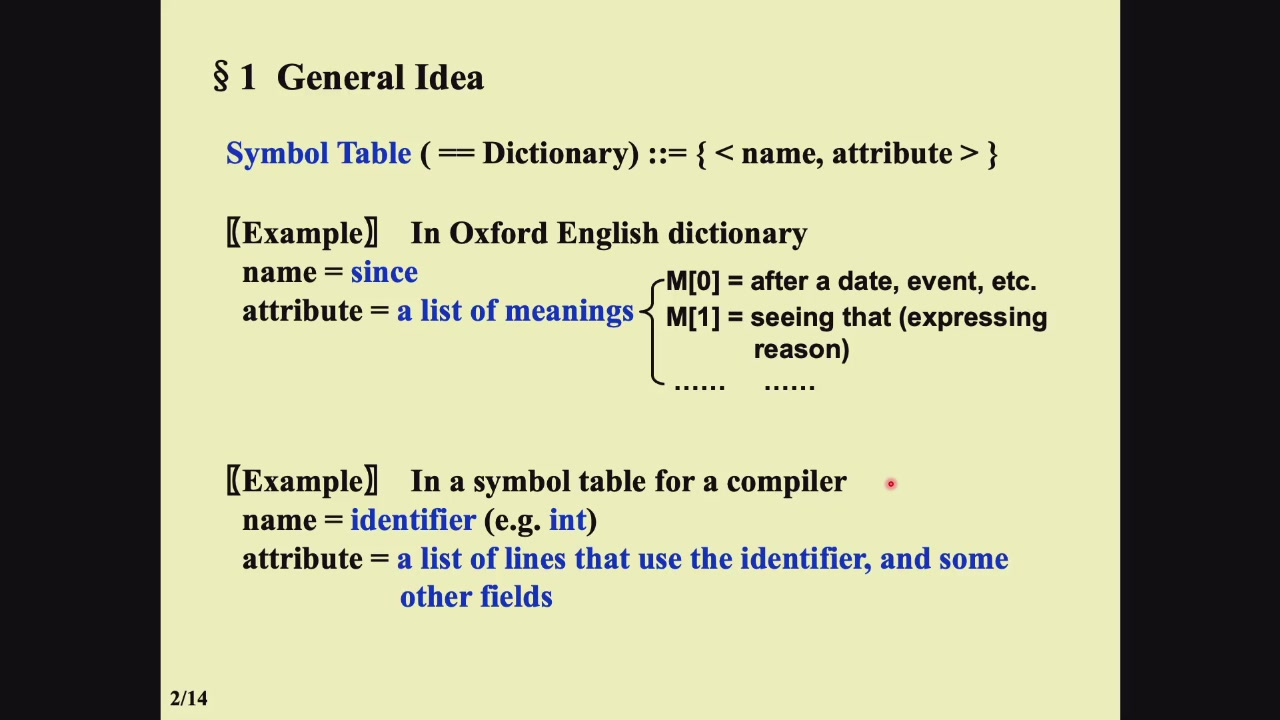 § 1 General Idea
Symbol Table ( == Dictionary) ::= { < name, attribute > }
〖Example〗 In Oxford English dictionary
name = since
attribute = a list of meanings
M[0] = after a date, event, etc.
M[1] = seeing that (expressing
reason)
...... ......
〖Example〗 In a symbol table for a compiler
name = identifier (e.g. int)
attribute = a list of lines that use the identifier, and some
other fields
2/14